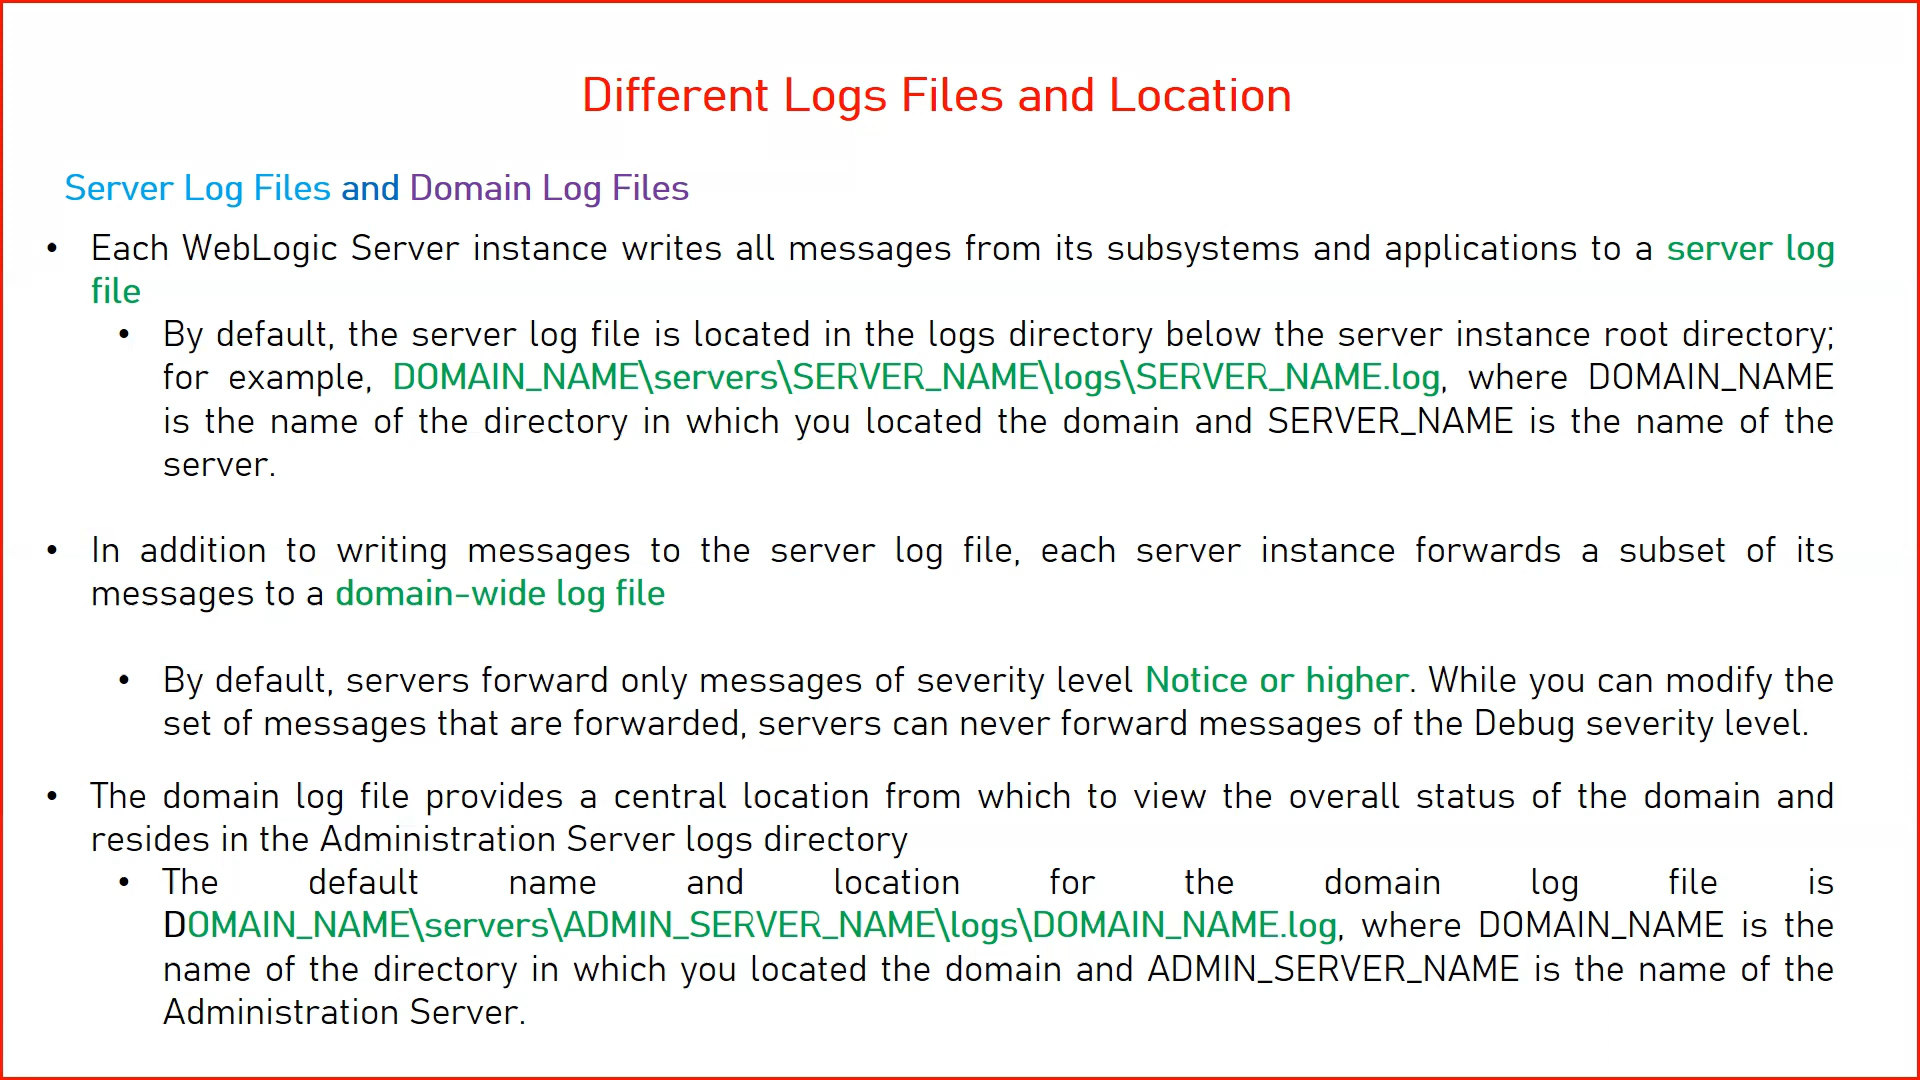 Different Logs Files and Location
Server Log Files and Domain Log Files
• Each WebLogic Server instance writes all messages from its subsystems and applications to a server log
file
• By default, the server log file is located in the logs directory below the server instance root directory;
for example, DOMAIN_NAME\servers\SERVER_NAME\logs\SERVER_NAME.log, where DOMAIN_NAME
is the name of the directory in which you located the domain and SERVER_NAME is the name of the
server.
• In addition to writing messages to the server log file, each server instance forwards a subset of its
messages to a domain-wide log file
• By default, servers forward only messages of severity level Notice or higher. While you can modify the
set of messages that are forwarded, servers can never forward messages of the Debug severity level.
• The domain log file provides a central location from which to view the overall status of the domain and
resides in the Administration Server logs directory
• The default name and location for the domain log file is
DOMAIN_NAME\servers\ADMIN_SERVER_NAME\logs\DOMAIN_NAME.log, where DOMAIN_NAME is the
name of the directory in which you located the domain and ADMIN_SERVER_NAME is the name of the
Administration Server.